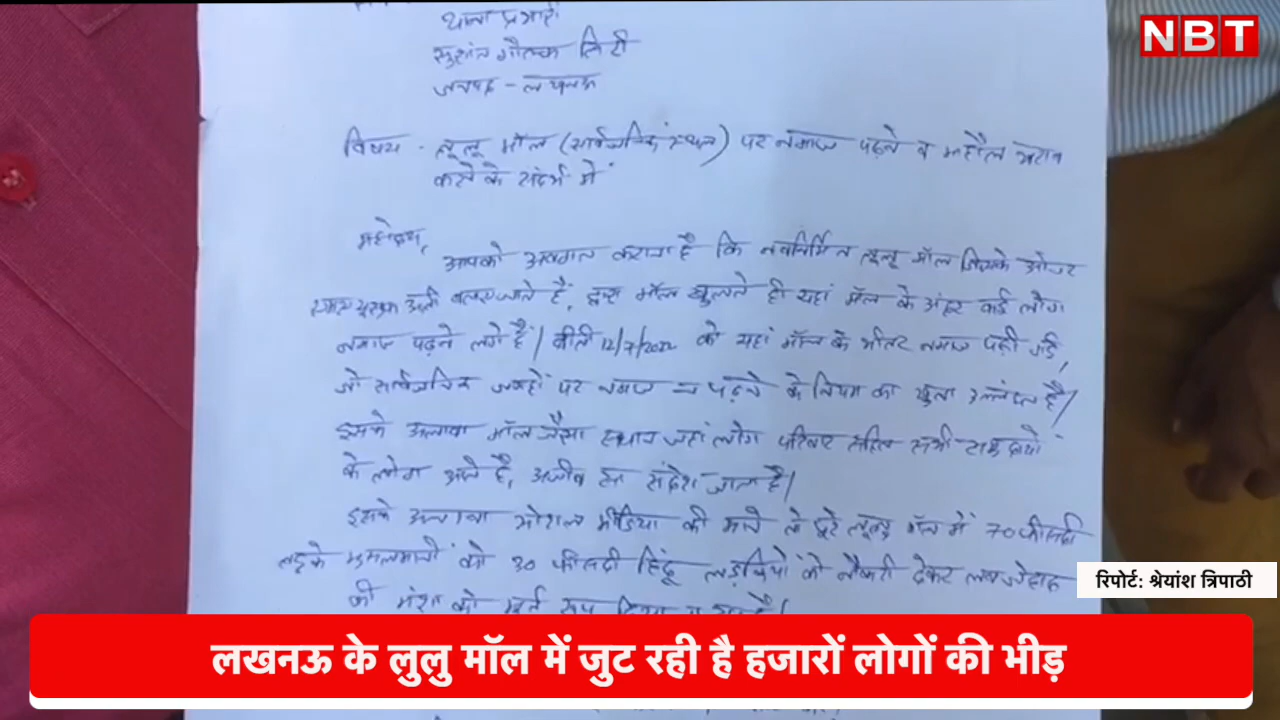 थाना प्रभारी
सुशांत गोल्फ सिटी
जनपद - लखनऊ
NBT
विषय - लूलू मॉल (सार्वजनिक स्थल) पर नमाज पढ़ने व माहौल खराब
करने के संदर्भ में
महोदय,
आपको अवगत कराना है कि नवनिर्मित लूलू मॉल जिसके ओनर
अली बताए जाते हैं, द्वारा मॉल खुलते ही यहां मॉल के अंदर कई लोग
नमाज पढ़ने लगे हैं। बीती 12/7/2022 को यहां मॉल के भीतर नमाज पढ़ी गई,
जो सार्वजनिक जगहों पर नमाज न पढ़ने के नियम का खुला उल्लंघन है।
इसके अलावा मॉल जैसा स्थान जहां लोग परिवार सहित सभी समुदायों
के लोग आते हैं, अजीब सा संदेश जाता है।
इसके अलावा सोशल मीडिया की माने तो पूरे लूलू मॉल में 70 फीसदी
लड़के मुसलमानों को 30 फीसदी हिंदू लड़कियों को नौकरी देकर लव जेहाद
की मंशा को मूर्त रूप दिया जा रहा है।
रिपोर्ट: श्रेयांश त्रिपाठी
लखनऊ के लुलु मॉल में जुट रही है हजारों लोगों की भीड़